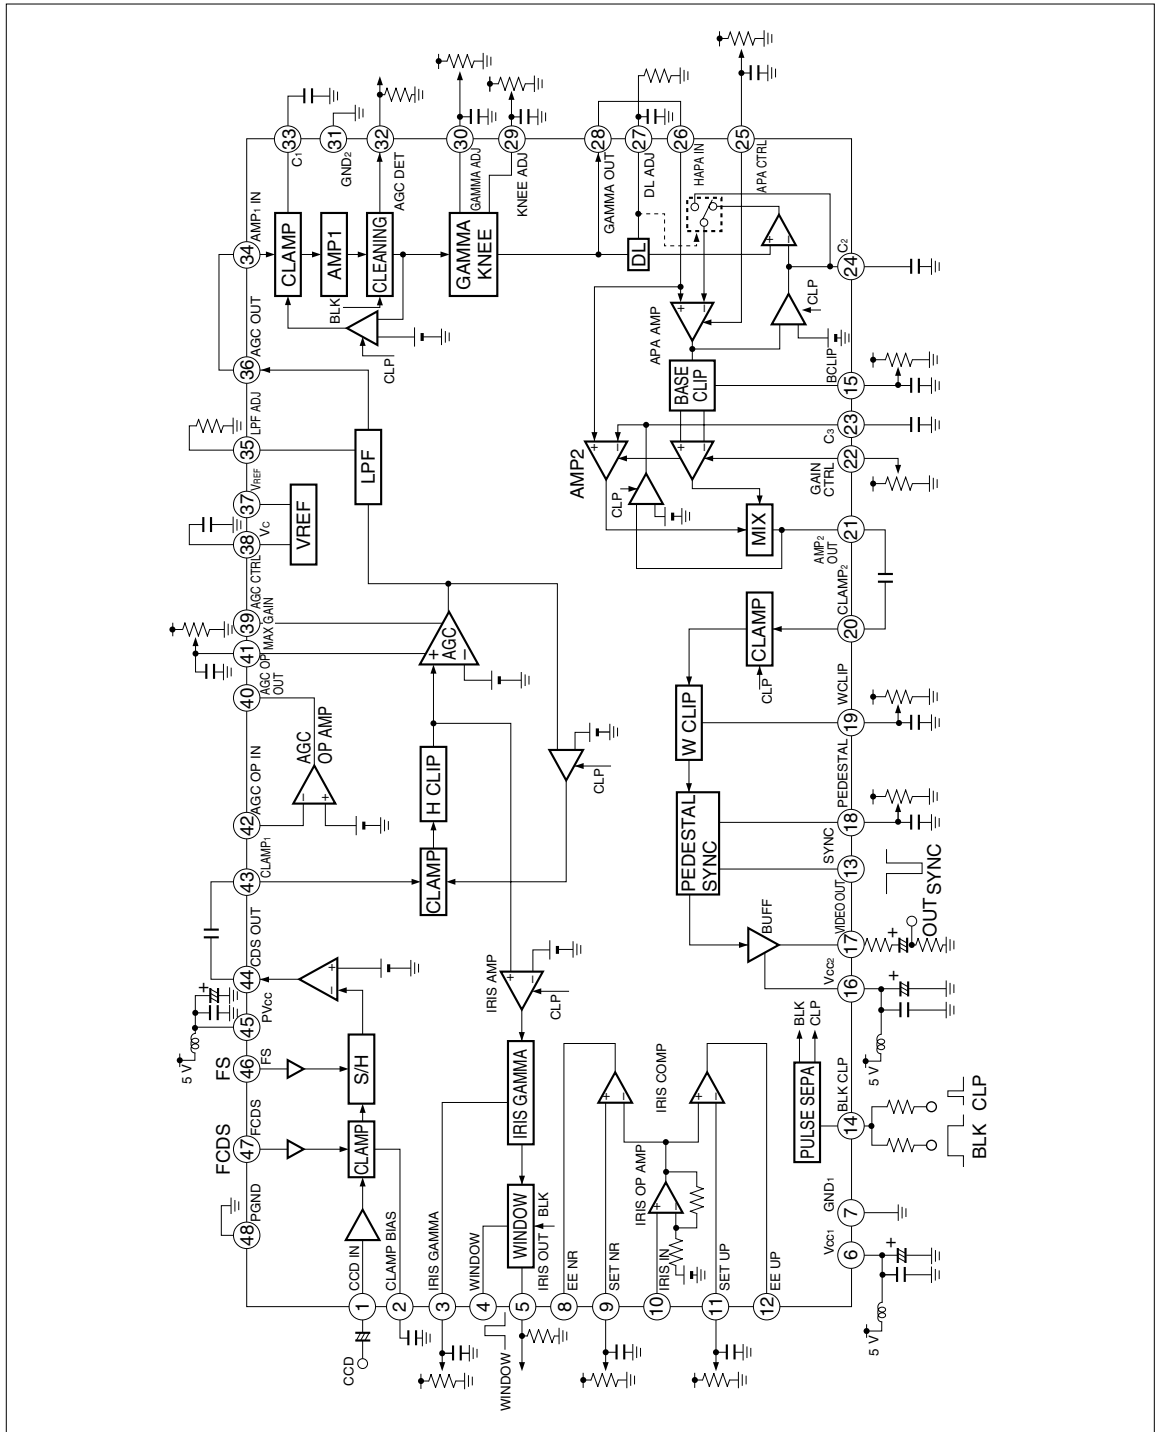 33
31
32
30
29
28
27
26
25
C1
GND2
AGC DET
GAMMA ADJ
KNEE ADJ
GAMMA OUT
DL ADJ
HAPA IN
APA CTRL
34
AMP1 IN
CLAMP
AMP1
CLEANING
GAMMA
KNEE
DL
BLK
CLP
24
C2
CLP
36
AGC OUT
APA AMP
+
−
+
−
35
LPF ADJ
LPF
BASE
CLIP
15
BCLIP
23
C3
22
GAIN
CTRL
AMP2
+
−
+
−
CLP
MIX
21
AMP2
OUT
37
VREF
38
VC
VREF
39
AGC CTRL
41
MAX GAIN
AGC
+
−
40
AGC OP
OUT
AGC
OP AMP
−
+
42
AGC OP IN
43
CLAMP1
CLAMP
H CLIP
CLP
20
CLAMP2
CLAMP
CLP
19
WCLIP
W CLIP
18
PEDESTAL
13
SYNC
PEDESTAL
SYNC
SYNC
17
VIDEO OUT
OUT
+
BUFF
16
Vcc2
+
5 V
44
CDS OUT
−
+
45
PVcc
+
5 V
46
FS
FS
S/H
47
FCDS
FCDS
CLAMP
48
PGND
IRIS AMP
+
−
CLP
IRIS GAMMA
WINDOW
BLK
IRIS COMP
+
−
+
−
IRIS OP AMP
+
−
PULSE SEPA
BLK
CLP
14
BLK CLP
BLK
CLP
7
GND1
6
Vcc1
+
5 V
CCD IN
CLAMP BIAS
IRIS GAMMA
WINDOW
IRIS OUT
EE NR
SET NR
IRIS IN
SET UP
EE UP
1
2
3
4
5
8
9
10
11
12
CCD
WINDOW